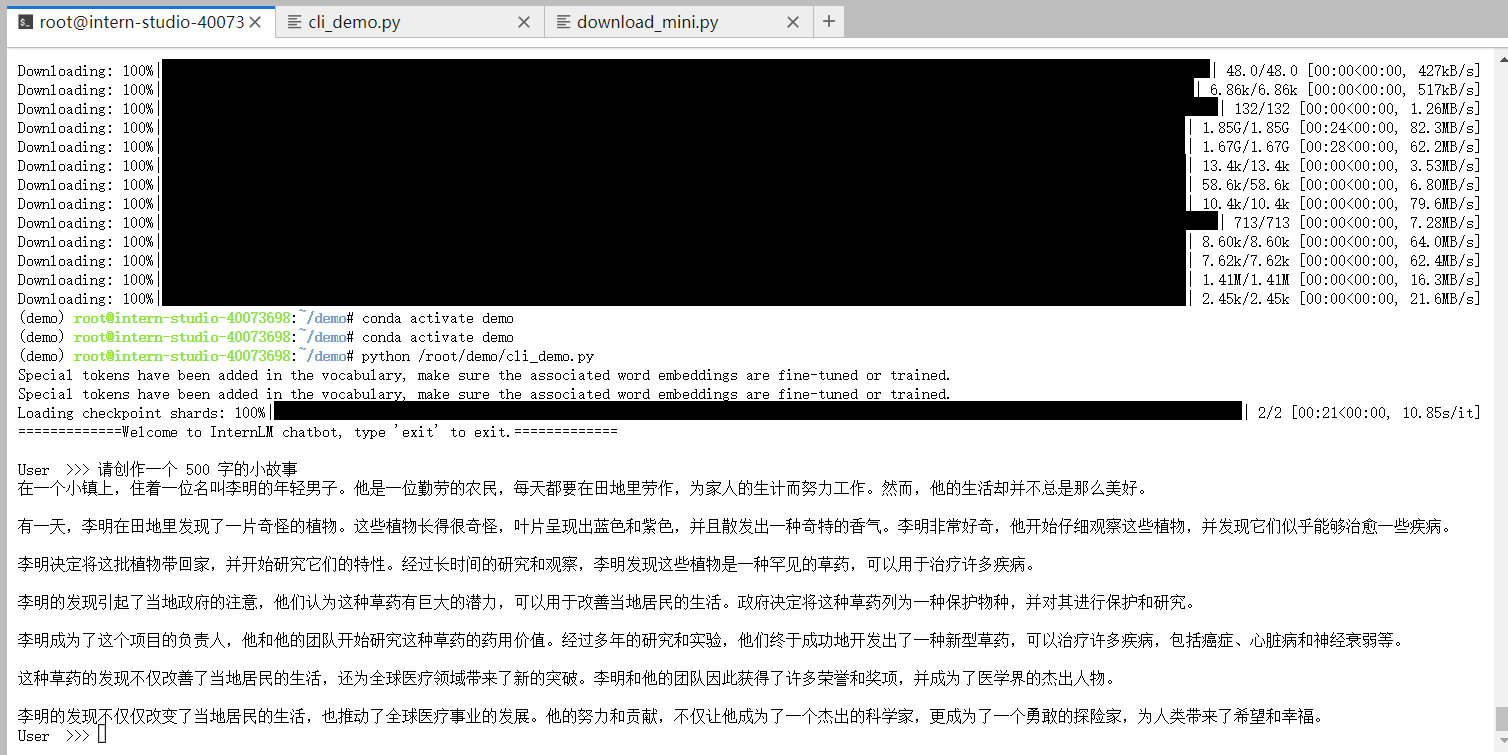 root@intern-studio-40073
cli_demo.py
download_mini.py
Downloading: 100%| | 48.0/48.0 [00:00<00:00, 427kB/s]
Downloading: 100%| | 6.86k/6.86k [00:00<00:00, 517kB/s]
Downloading: 100%| | 132/132 [00:00<00:00, 1.26MB/s]
Downloading: 100%| | 1.85G/1.85G [00:24<00:00, 82.3MB/s]
Downloading: 100%| | 1.67G/1.67G [00:28<00:00, 62.2MB/s]
Downloading: 100%| | 13.4k/13.4k [00:00<00:00, 3.53MB/s]
Downloading: 100%| | 58.6k/58.6k [00:00<00:00, 6.80MB/s]
Downloading: 100%| | 10.4k/10.4k [00:00<00:00, 79.6MB/s]
Downloading: 100%| | 713/713 [00:00<00:00, 7.28MB/s]
Downloading: 100%| | 8.60k/8.60k [00:00<00:00, 64.0MB/s]
Downloading: 100%| | 7.62k/7.62k [00:00<00:00, 62.4MB/s]
Downloading: 100%| | 1.41M/1.41M [00:00<00:00, 16.3MB/s]
Downloading: 100%| | 2.45k/2.45k [00:00<00:00, 21.6MB/s]
(demo) root@intern-studio-40073698:~/demo# conda activate demo
(demo) root@intern-studio-40073698:~/demo# conda activate demo
(demo) root@intern-studio-40073698:~/demo# python /root/demo/cli_demo.py
Special tokens have been added in the vocabulary, make sure the associated word embeddings are fine-tuned or trained.
Special tokens have been added in the vocabulary, make sure the associated word embeddings are fine-tuned or trained.
Loading checkpoint shards: 100%| | 2/2 [00:21<00:00, 10.85s/it]
=============Welcome to InternLM chatbot, type 'exit' to exit.=============
User >>> 请创作一个 500 字的小故事
在一个小镇上，住着一位名叫李明的年轻男子。他是一位勤劳的农民，每天都要在田地里劳作，为家人的生计而努力工作。然而，他的生活却并不总是那么美好。
有一天，李明在田地里发现了一片奇怪的植物。这些植物长得很奇怪，叶片呈现出蓝色和紫色，并且散发出一种奇特的香气。李明非常好奇，他开始仔细观察这些植物，并发现它们似乎能够治愈一些疾病。
李明决定将这批植物带回家，并开始研究它们的特性。经过长时间的研究和观察，李明发现这些植物是一种罕见的草药，可以用于治疗许多疾病。
李明的发现引起了当地政府的注意，他们认为这种草药有巨大的潜力，可以用于改善当地居民的生活。政府决定将这种草药列为一种保护物种，并对其进行保护和研究。
李明成为了这个项目的负责人，他和他的团队开始研究这种草药的药用价值。经过多年的研究和实验，他们终于成功地开发出了一种新型草药，可以治疗许多疾病，包括癌症、心脏病和神经衰弱等。
这种草药的发现不仅改善了当地居民的生活，还为全球医疗领域带来了新的突破。李明和他的团队因此获得了许多荣誉和奖项，并成为了医学界的杰出人物。
李明的发现不仅仅改变了当地居民的生活，也推动了全球医疗事业的发展。他的努力和贡献，不仅让他成为了一个杰出的科学家，更成为了一个勇敢的探险家，为人类带来了希望和幸福。
User >>>